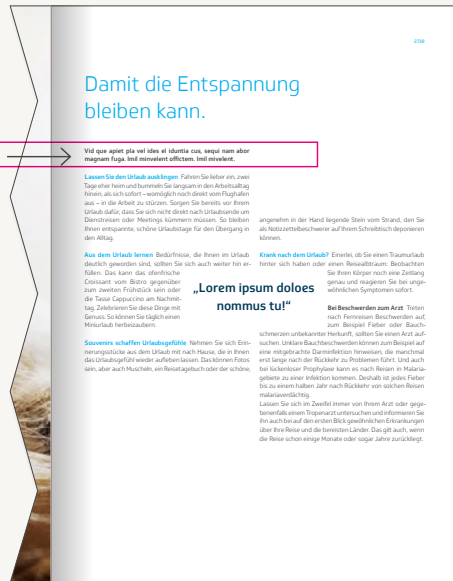 2/08
Damit die Entspannung
bleiben kann.
Vid que apiet pla vel ides el iduntia cus, sequi nam abor
magnam fuga. Imil minvelent offictem. Imil mivelent.
Lassen Sie den Urlaub ausklingen Fahren Sie lieber ein, zwei
Tage eher heim und bummeln Sie langsam in den Arbeitsalltag
hinein, als sich sofort – womöglich noch direkt vom Flughafen
aus – in die Arbeit zu stürzen. Sorgen Sie bereits vor Ihrem
Urlaub dafür, dass Sie sich nicht direkt nach Urlaubsende um
Dienstreisen oder Meetings kümmern müssen. So bleiben
Ihnen entspannte, schöne Urlaubstage für den Übergang in
den Alltag.
Aus dem Urlaub lernen Bedürfnisse, die Ihnen im Urlaub
deutlich geworden sind, sollten Sie sich auch weiter hin er-
füllen. Das kann das ofenfrische
Croissant vom Bistro gegenüber
zum zweiten Frühstück sein oder
die Tasse Cappuccino am Nachmit-
tag. Zelebrieren Sie diese Dinge mit
Genuss. So können Sie täglich einen
Miniurlaub herbeizaubern.
Souvenirs schaffen Urlaubsgefühle Nehmen Sie sich Erin-
nerungsstücke aus dem Urlaub mit nach Hause, die in Ihnen
das Urlaubsgefühl wieder aufleben lassen. Das können Fotos
sein, aber auch Muscheln, ein Reisetagebuch oder der schöne,
„Lorem ipsum doloes
nommus tu!“
angenehm in der Hand liegende Stein vom Strand, den Sie
als Notizzettelbeschwerer auf Ihrem Schreibtisch deponieren
können.
Krank nach dem Urlaub? Einerlei, ob Sie einen Traumurlaub
hinter sich haben oder einen Reisealbtraum: Beobachten
Sie Ihren Körper noch eine Zeitlang
genau und reagieren Sie bei unge-
wöhnlichen Symptomen sofort.
Bei Beschwerden zum Arzt Treten
nach Fernreisen Beschwerden auf,
zum Beispiel Fieber oder Bauch-
schmerzen unbekannter Herkunft, sollten Sie einen Arzt auf-
suchen. Unklare Bauchbeschwerden können zum Beispiel auf
eine mitgebrachte Darminfektion hinweisen, die manchmal
erst lange nach der Rückkehr zu Problemen führt. Und auch
bei lückenloser Prophylaxe kann es nach Reisen in Malaria-
gebiete zu einer Infektion kommen. Deshalb ist jedes Fieber
bis zu einem halben Jahr nach Rückkehr von solchen Reisen
malariaverdächtig.
Lassen Sie sich im Zweifel immer von Ihrem Arzt oder gege-
benenfalls einem Tropenarzt untersuchen und informieren Sie
ihn auch bei auf den ersten Blick gewöhnlichen Erkrankungen
über Ihre Reise und die bereisten Länder. Das gilt auch, wenn
die Reise schon einige Monate oder sogar Jahre zurückliegt.